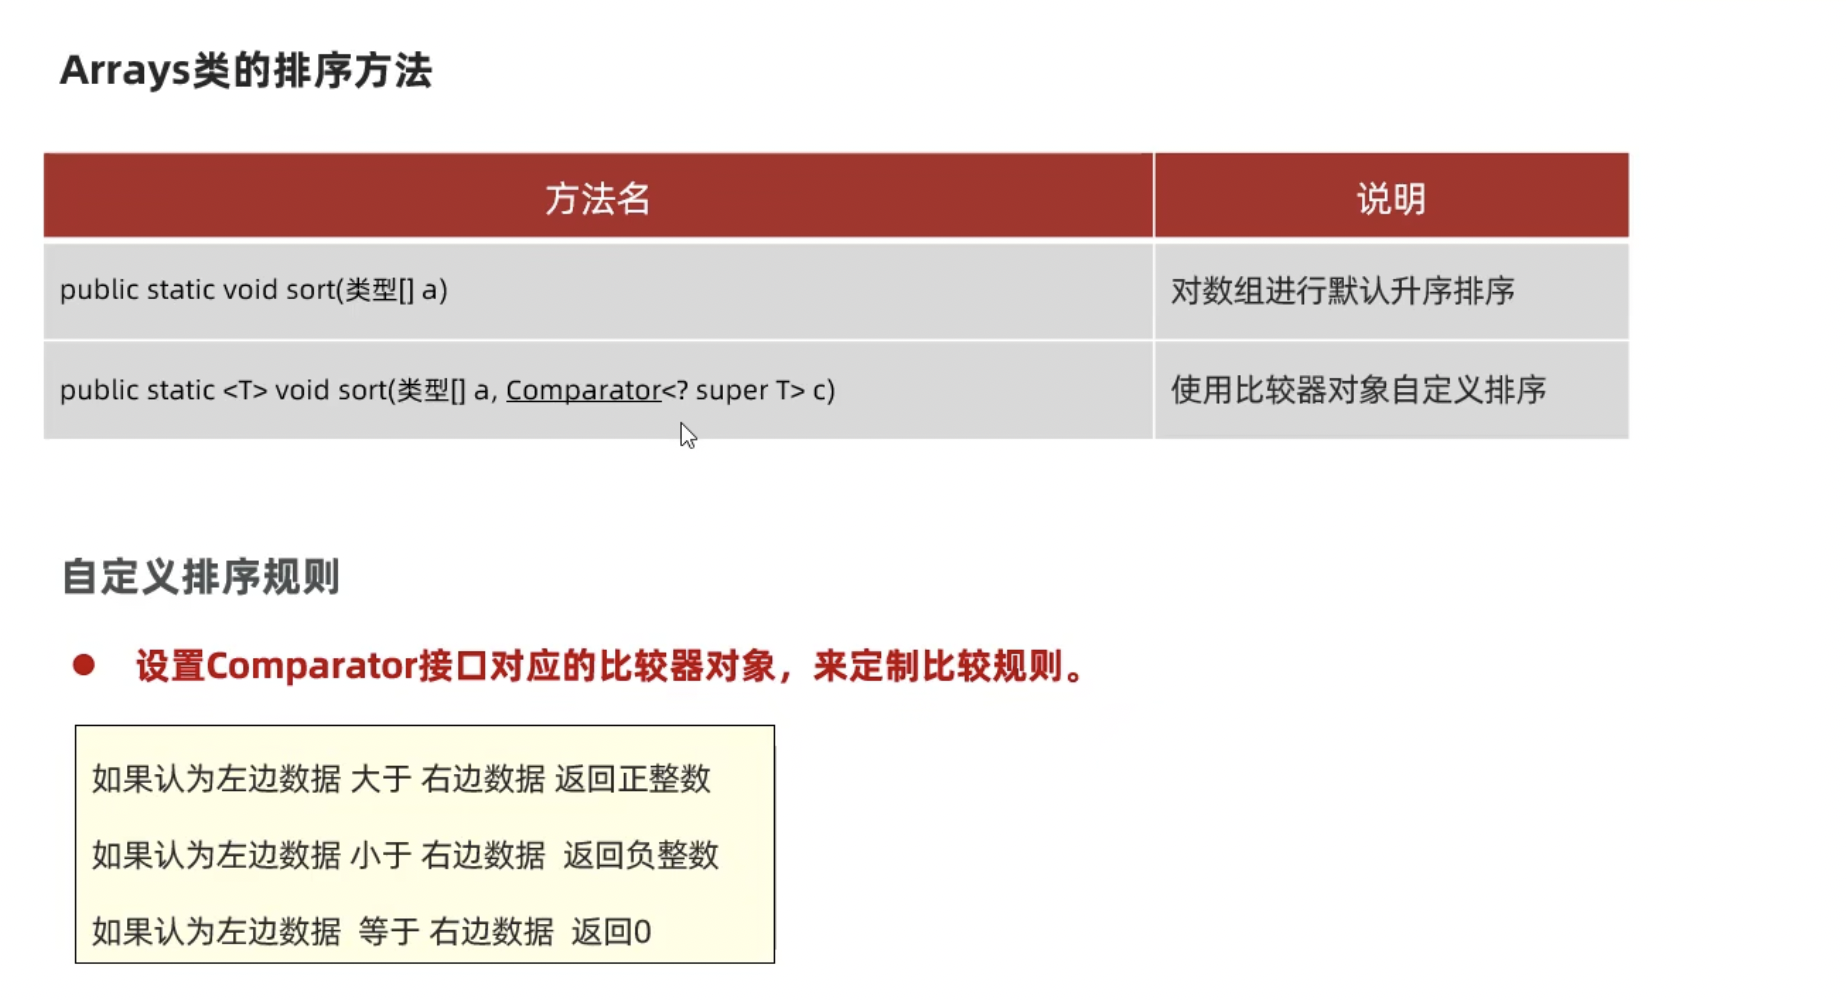 Arrays类的排序方法
方法名 说明
public static void sort(类型[] a) 对数组进行默认升序排序
public static <T> void sort(类型[] a, Comparator<? super T> c) 使用比较器对象自定义排序
自定义排序规则
● 设置Comparator接口对应的比较器对象，来定制比较规则。
如果认为左边数据 大于 右边数据 返回正整数
如果认为左边数据 小于 右边数据 返回负整数
如果认为左边数据 等于 右边数据 返回0